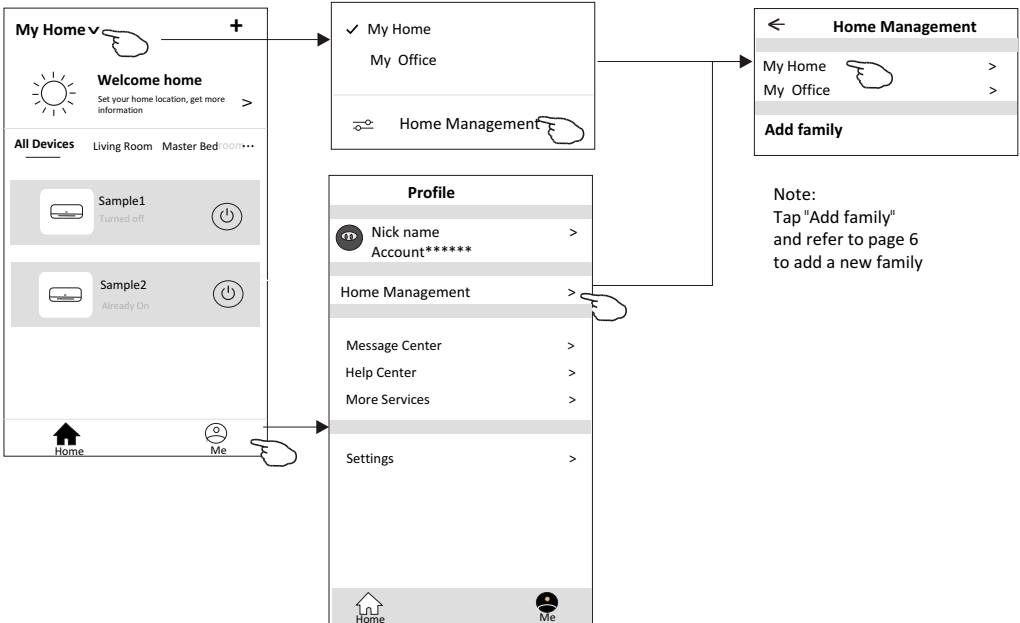 My Home
+
Welcome home
Set your home location, get more
information
>
All Devices Living Room Master Bedroom ...
Sample1
Turned off
Sample2
Already On
Home
Me
✓ My Home
My Office
Home Management
Profile
Nick name >
Account******
Home Management >
Message Center >
Help Center >
More Services >
Settings >
Home
Me
Home Management
My Home >
My Office >
Add family
Note:
Tap "Add family"
and refer to page 6
to add a new family